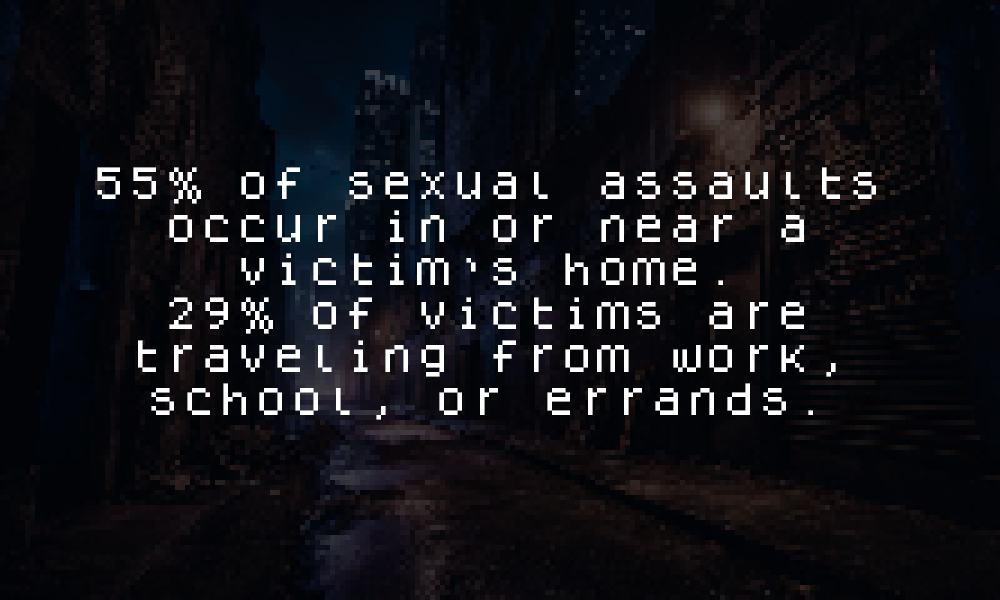 55% of sexual assaults
occur in or near a
victim's home.
29% of victims are
traveling from work,
school, or errands.